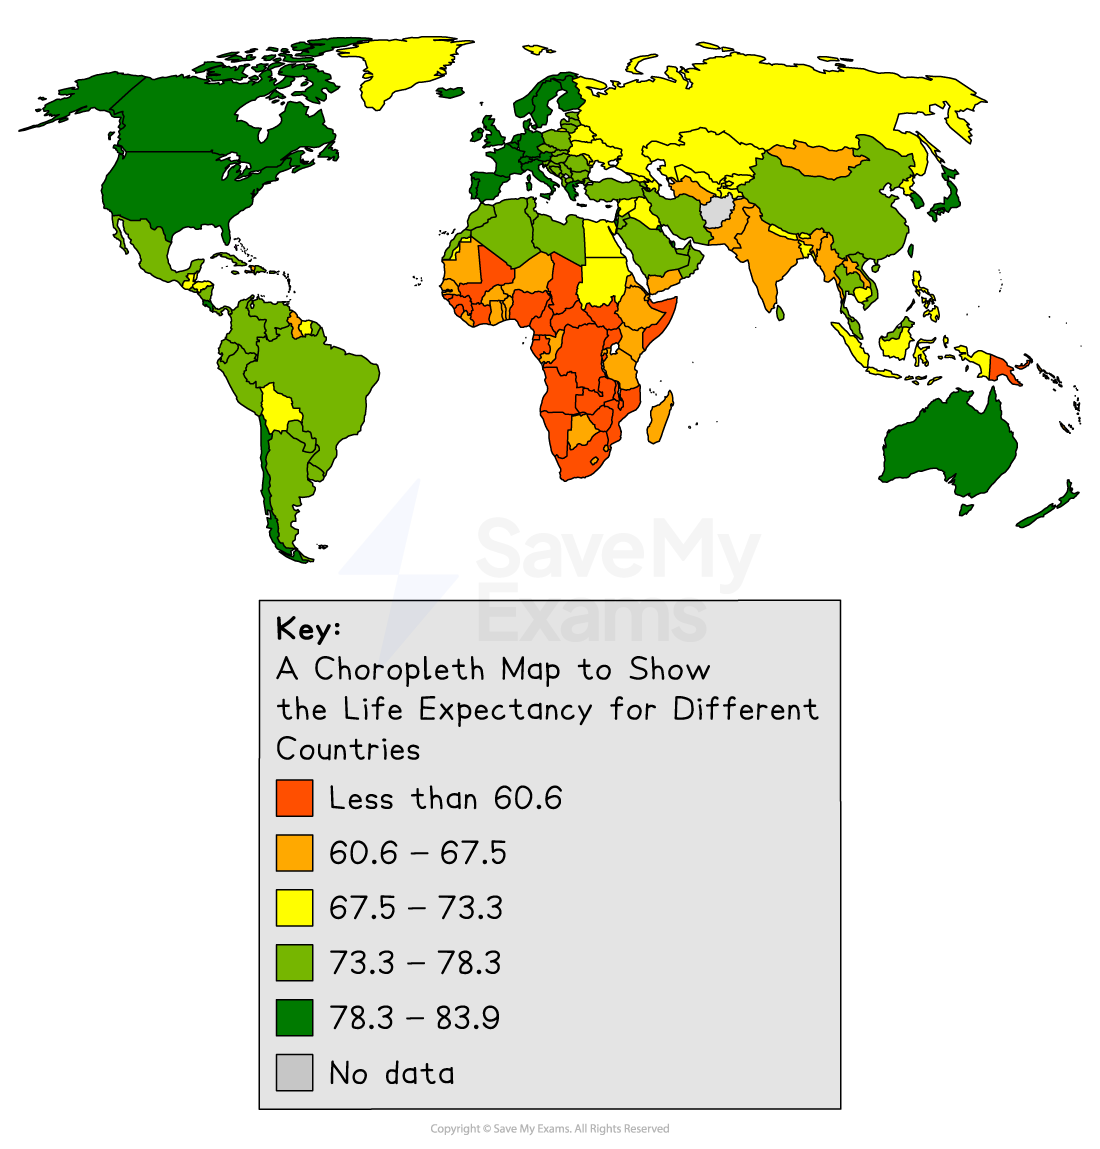 SaveMy
Exams
Key:
A Choropleth Map to Show
the Life Expectancy for Different
Countries
Less than 60.6
60.6 – 67.5
67.5 – 73.3
73.3 – 78.3
78.3 – 83.9
No data
Copyright © Save My Exams. All Rights Reserved